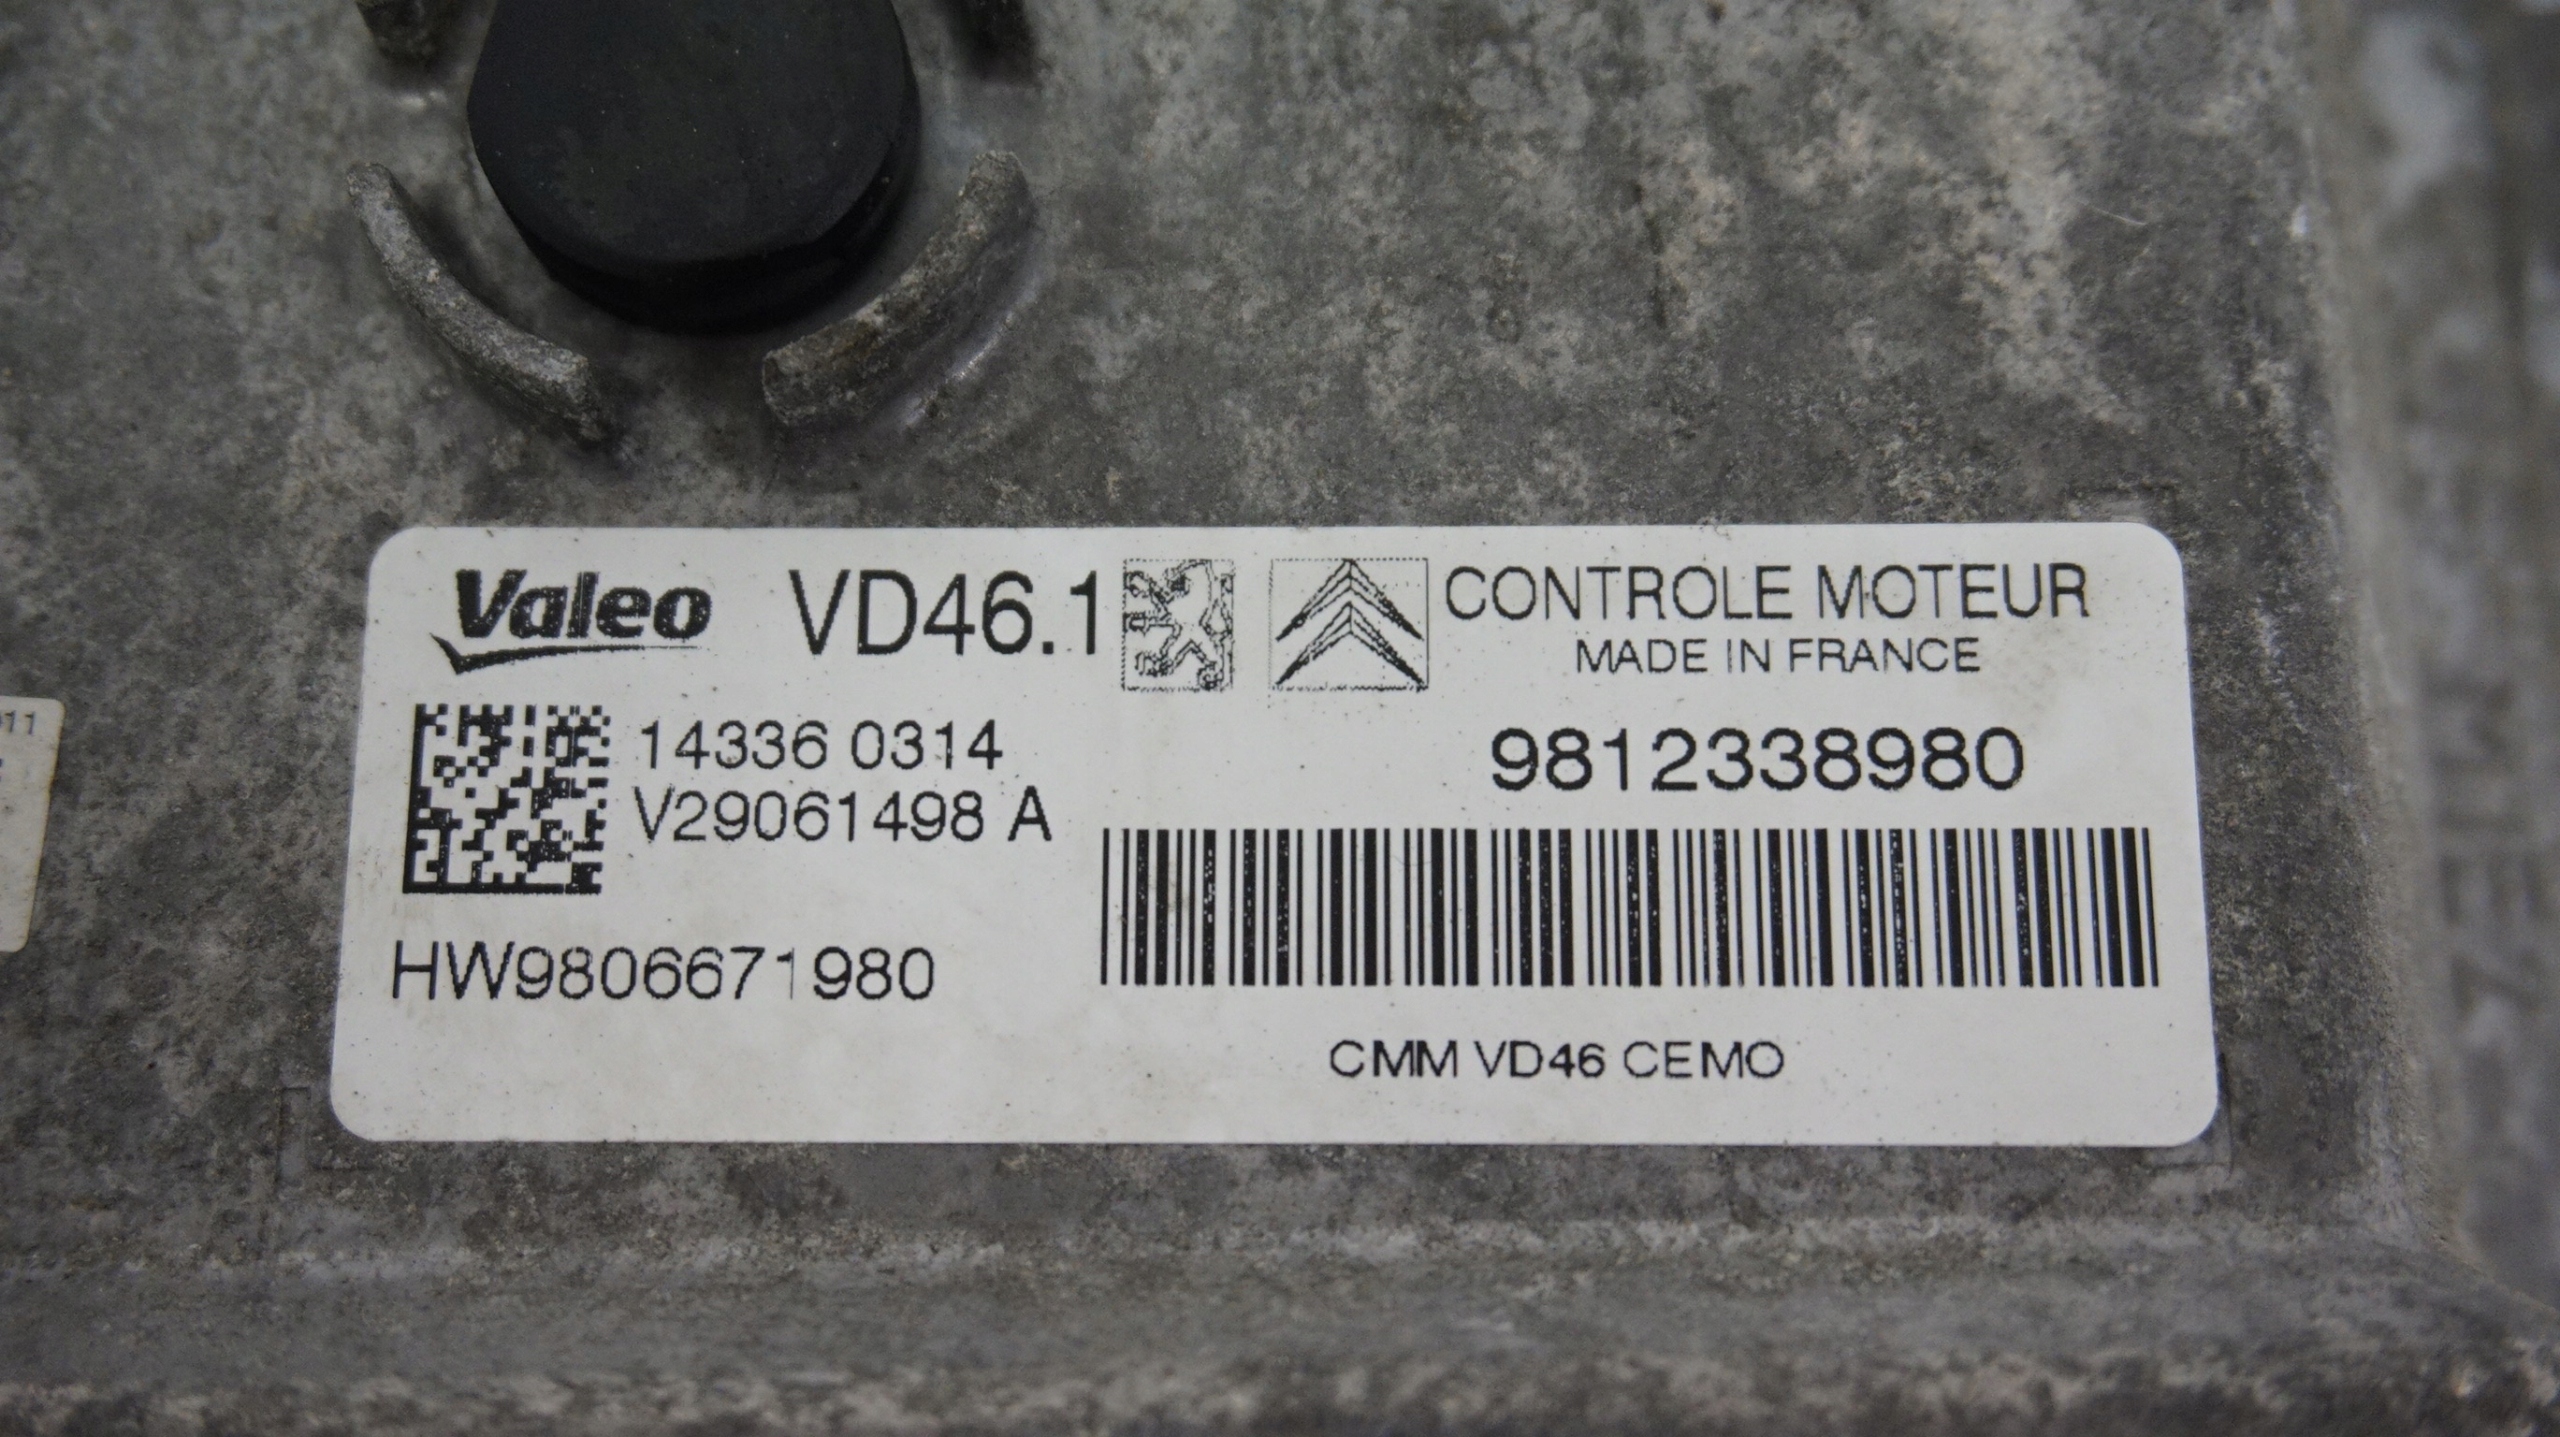 Valeo VD46.1
CONTROLE MOTEUR
MADE IN FRANCE
14336 0314
V29061498 A
9812338980
HW9806671980
CMM VD46 CEMO